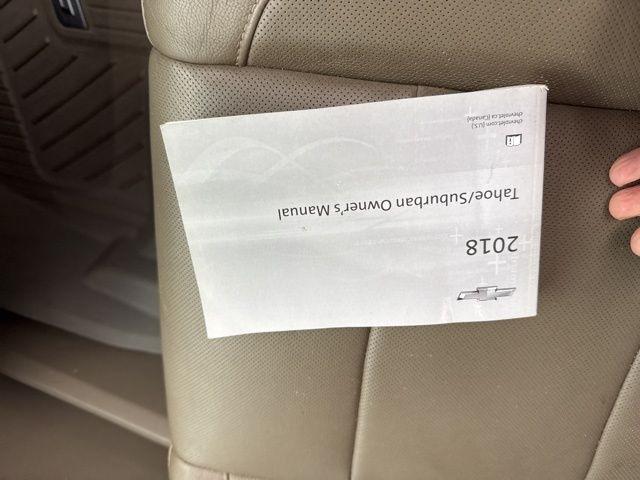 2018
Tahoe/Suburban Owner's Manual
chevrolet.com (U.S.)
chevrolet.ca (Canada)